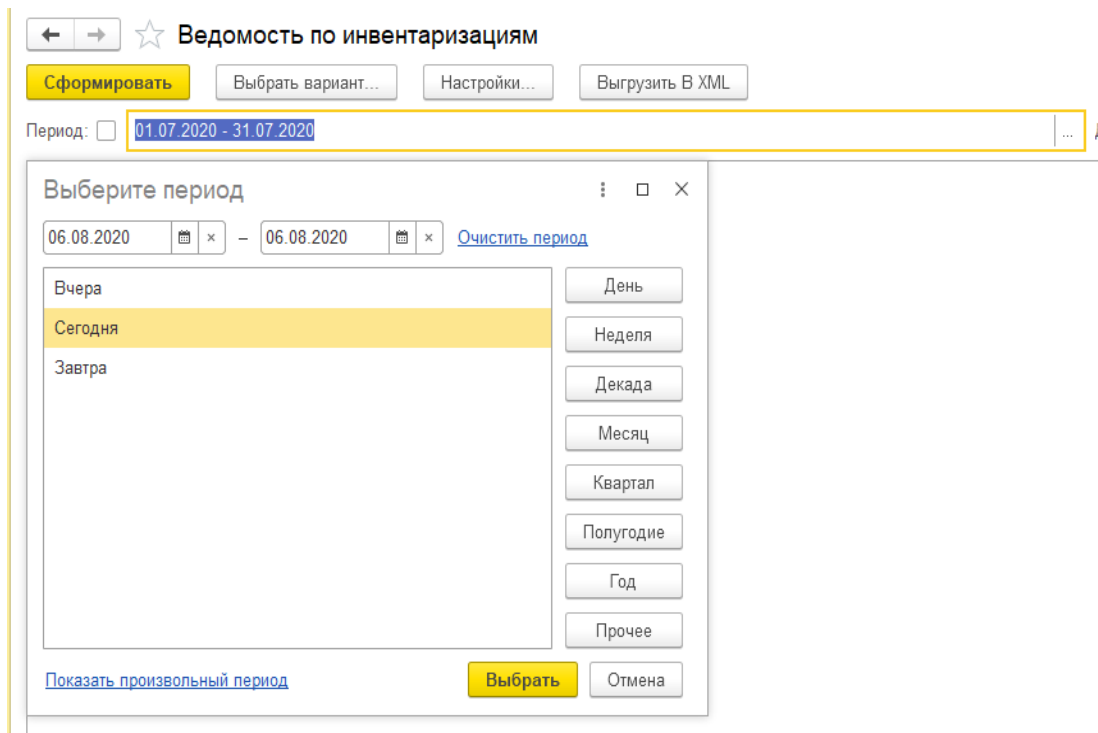 Ведомость по инвентаризациям
Сформировать Выбрать вариант... Настройки... Выгрузить В XML
Период: 01.07.2020 - 31.07.2020 ...
Выберите период
06.08.2020 – 06.08.2020 Очистить период
Вчера День
Сегодня Неделя
Завтра Декада
Месяц
Квартал
Полугодие
Год
Прочее
Показать произвольный период Выбрать Отмена